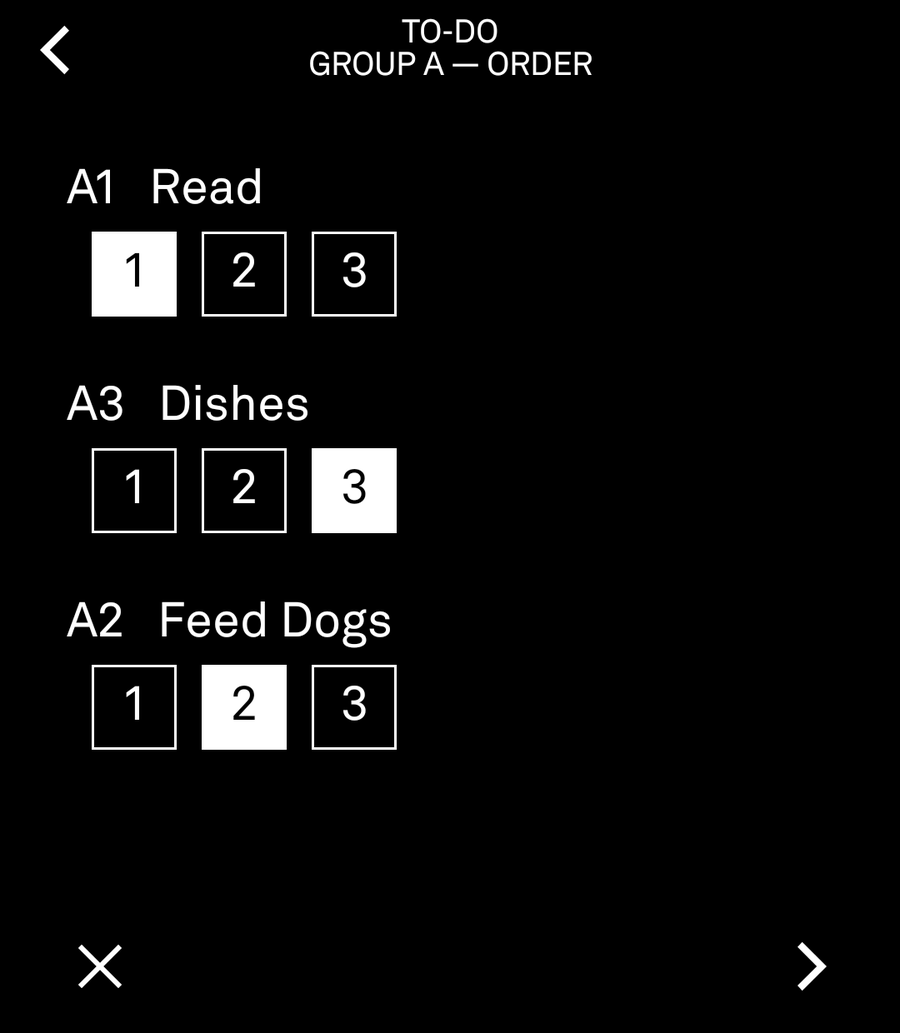 TO-DO
GROUP A — ORDER
A1 Read
1 2 3
A3 Dishes
1 2 3
A2 Feed Dogs
1 2 3